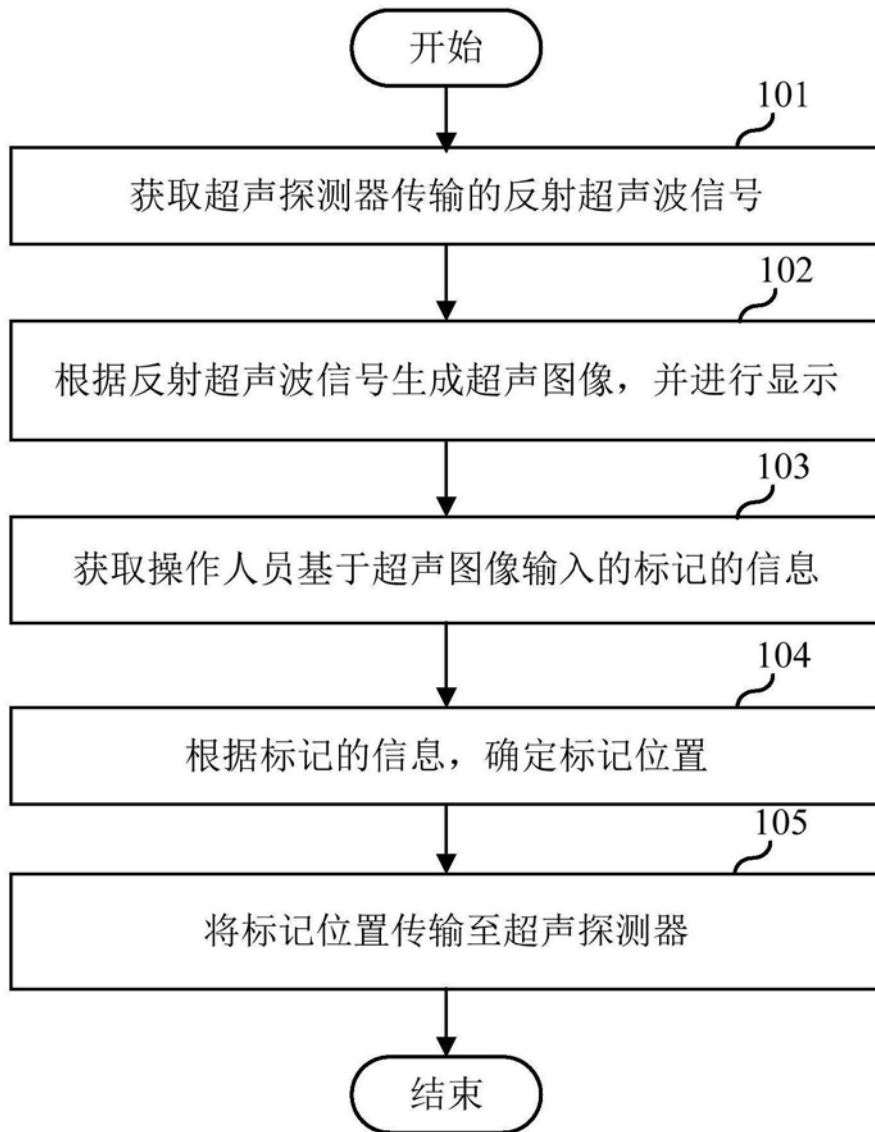 开始
101
获取超声探测器传输的反射超声波信号
102
根据反射超声波信号生成超声图像，并进行显示
103
获取操作人员基于超声图像输入的标记的信息
104
根据标记的信息，确定标记位置
105
将标记位置传输至超声探测器
结束